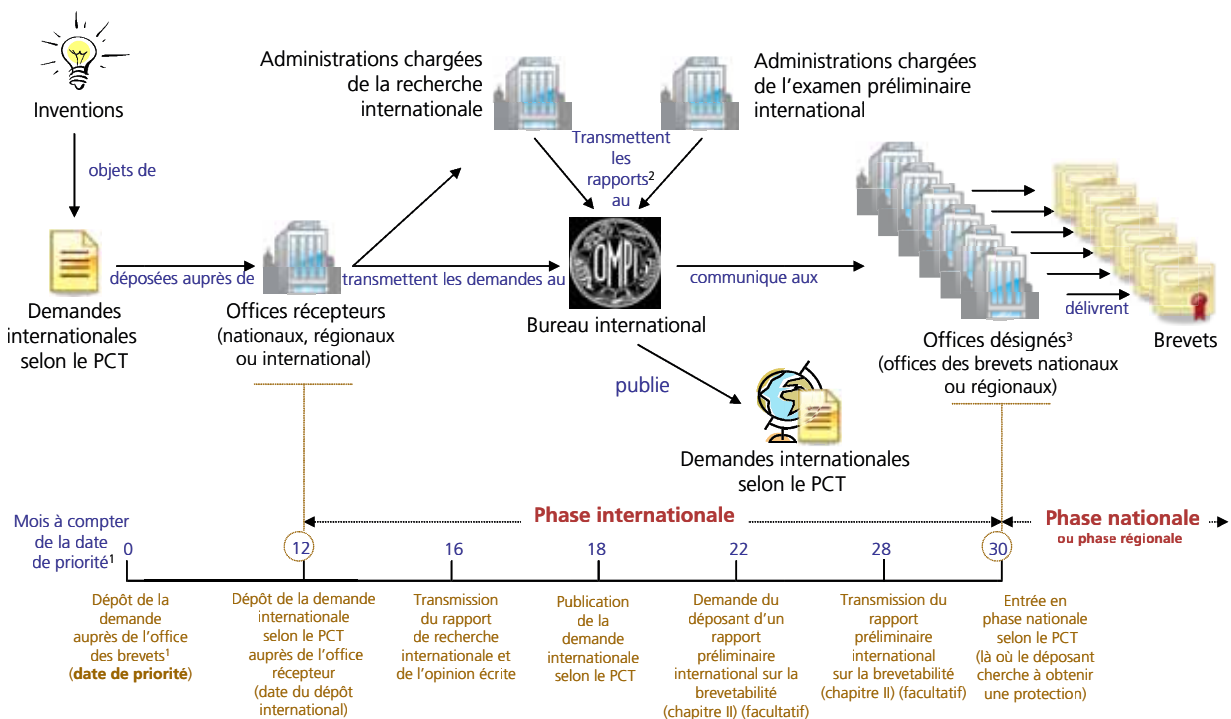 Administrations chargées
de la recherche
internationale
Administrations chargées
de l'examen préliminaire
international
Inventions
Transmettent
les
rapports²
au
objets de
OMPI
déposées auprès de
transmettent les demandes au
communique aux
délivrent
Demandes
internationales
selon le PCT
Offices récepteurs
(nationaux, régionaux
ou international)
Bureau international
Offices désignés³
(offices des brevets nationaux
ou régionaux)
Brevets
publie
Demandes internationales
selon le PCT
Mois à compter
de la date
de priorité¹
Phase internationale
Phase nationale
ou phase régionale
0
12
16
18
22
28
30
Dépôt de la
demande
auprès de l'office
des brevets¹
(date de priorité)
Dépôt de la demande
internationale
selon le PCT
auprès de l'office
récepteur
(date du dépôt
international)
Transmission
du rapport
de recherche
internationale et
de l'opinion écrite
Publication
de la
demande
internationale
selon le PCT
Demande du
déposant d'un
rapport
préliminaire
international sur la
brevetabilité
(chapitre II) (facultatif)
Transmission du
rapport
préliminaire
international
sur la brevetabilité
(chapitre II) (facultatif)
Entrée en
phase nationale
selon le PCT
(là où le déposant
cherche à obtenir
une protection)